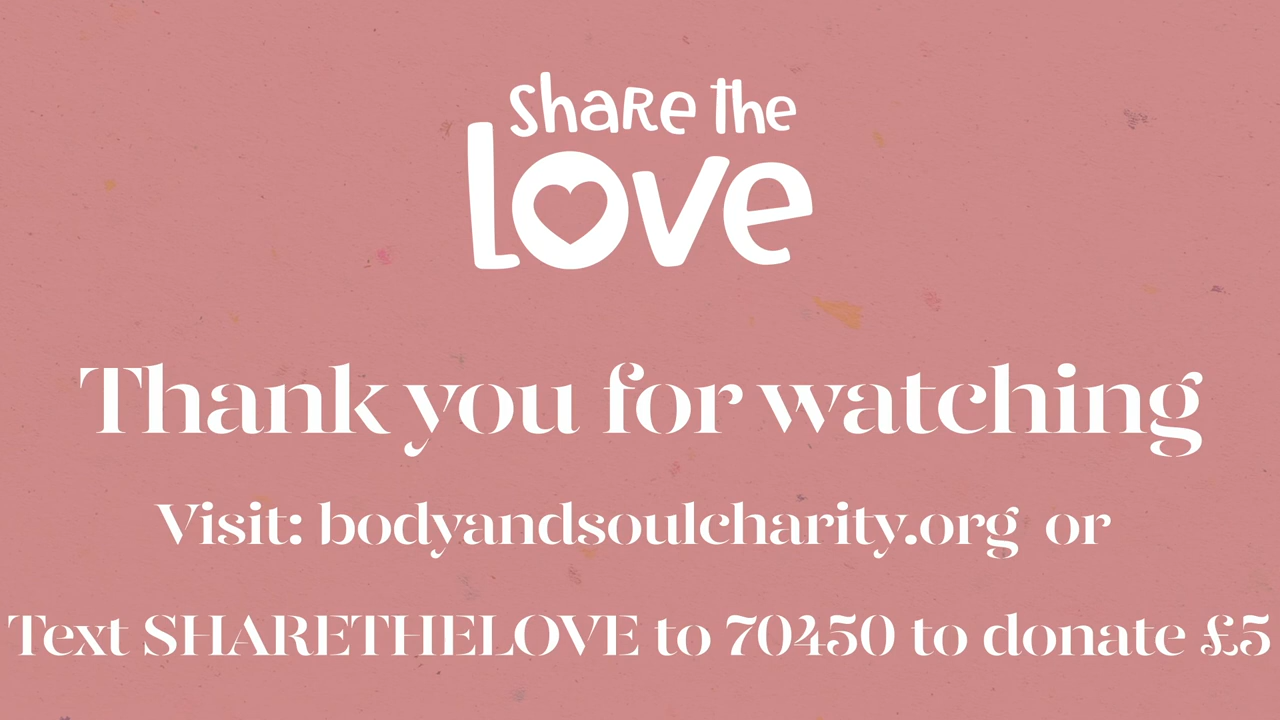 Share the
Love
Thank you for watching
Visit: bodyandsoulcharity.org or
Text SHARETHELOVE to 70450 to donate £5